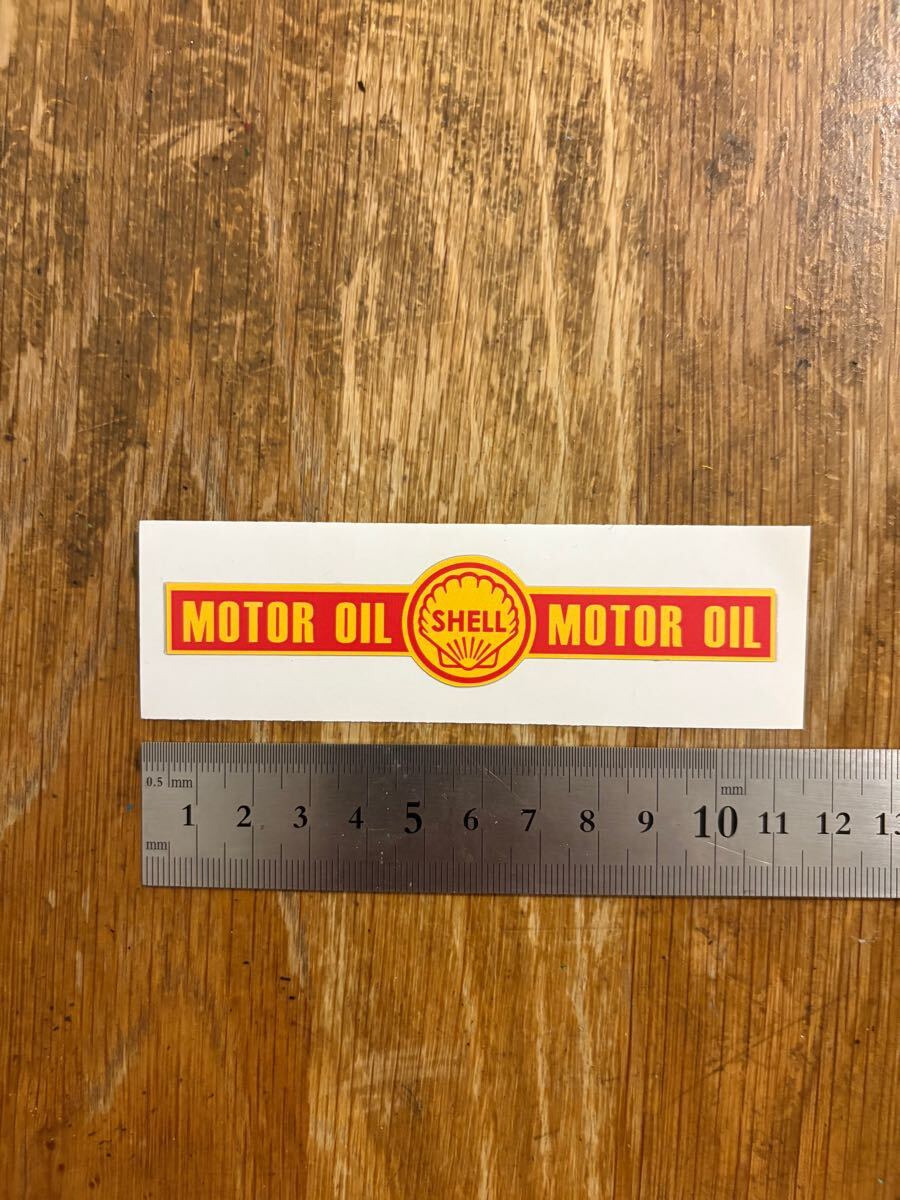 MOTOR OIL SHELL MOTOR OIL
0.5 mm mm
1 2 3 4 5 6 7 8 9 10 11 12 13
mm